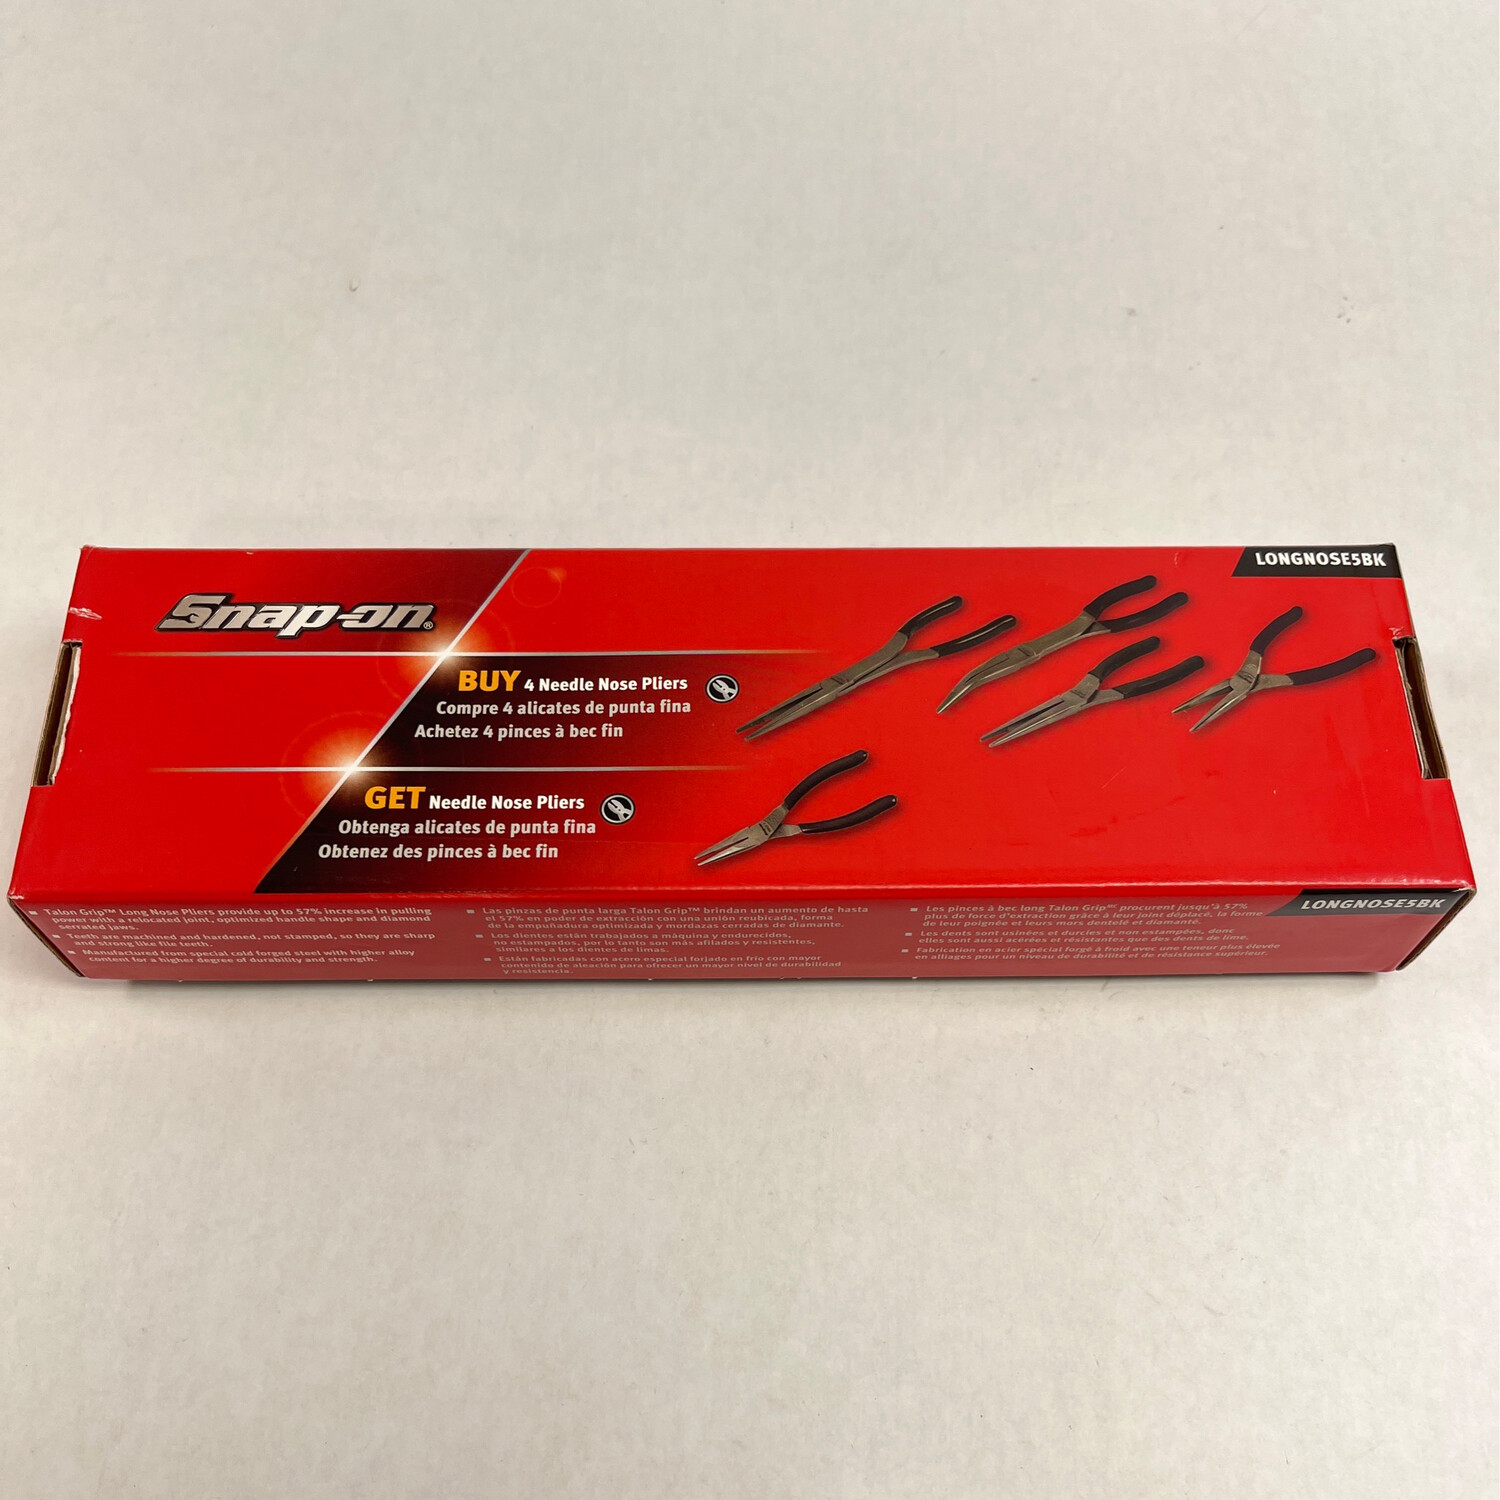 LONGNOSE5BK
Snap-on®
BUY 4 Needle Nose Pliers
Compre 4 alicates de punta fina
Achetez 4 pinces à bec fin
GET Needle Nose Pliers
Obtenga alicates de punta fina
Obtenez des pinces à bec fin
LONGNOSE5BK
▪ Talon Grip™ Long Nose Pliers provide up to 57% increase in pulling
power with a relocated joint, optimized handle shape and diamond
serrated jaws.
▪ Teeth are machined and hardened, not stamped, so they are sharp
and strong like file teeth.
▪ Manufactured from special cold forged steel with higher alloy
content for a higher degree of durability and strength.
▪ Las pinzas de punta larga Talon Grip™ brindan un aumento de hasta
el 57% en poder de extracción con una unión reubicada, forma
de la empuñadura optimizada y mordazas cerradas de diamante.
▪ Los dientes están trabajados a máquina y endurecidos,
no estampados, por lo tanto son más afilados y resistentes,
similares a los dientes de limas.
▪ Están fabricadas con acero especial forjado en frío con mayor
contenido de aleación para ofrecer un mayor nivel de durabilidad
y resistencia.
▪ Les pinces à bec long Talon Grip MC procurent jusqu'à 57%
plus de force d'extraction grâce à leur joint déplacé, la forme
de leur poignée et leurs mors dentelé et diamanté.
▪ Les dents sont usinées et durcies et non estampées, donc
elles sont aussi acérées et résistantes que des dents de lime.
▪ Fabrication en acier spécial forgé à froid avec une teneur plus élevée
en alliages pour un niveau de durabilité et de résistance supérieur.